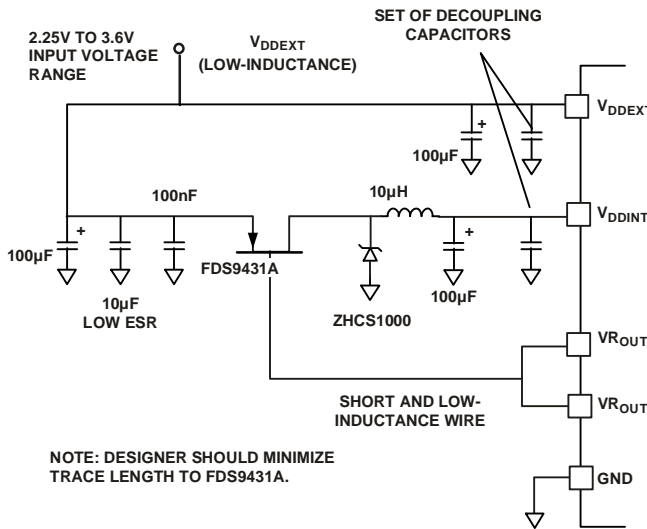 SET OF DECOUPLING
CAPACITORS
2.25V TO 3.6V
INPUT VOLTAGE
RANGE
VDDEXT
(LOW-INDUCTANCE)
VDDEXT
+
100µF
100nF
10µH
VDDINT
+
100µF
+
100µF
FDS9431A
10µF
LOW ESR
ZHCS1000
VROUT
SHORT AND LOW-
INDUCTANCE WIRE
VROUT
NOTE: DESIGNER SHOULD MINIMIZE
TRACE LENGTH TO FDS9431A.
GND